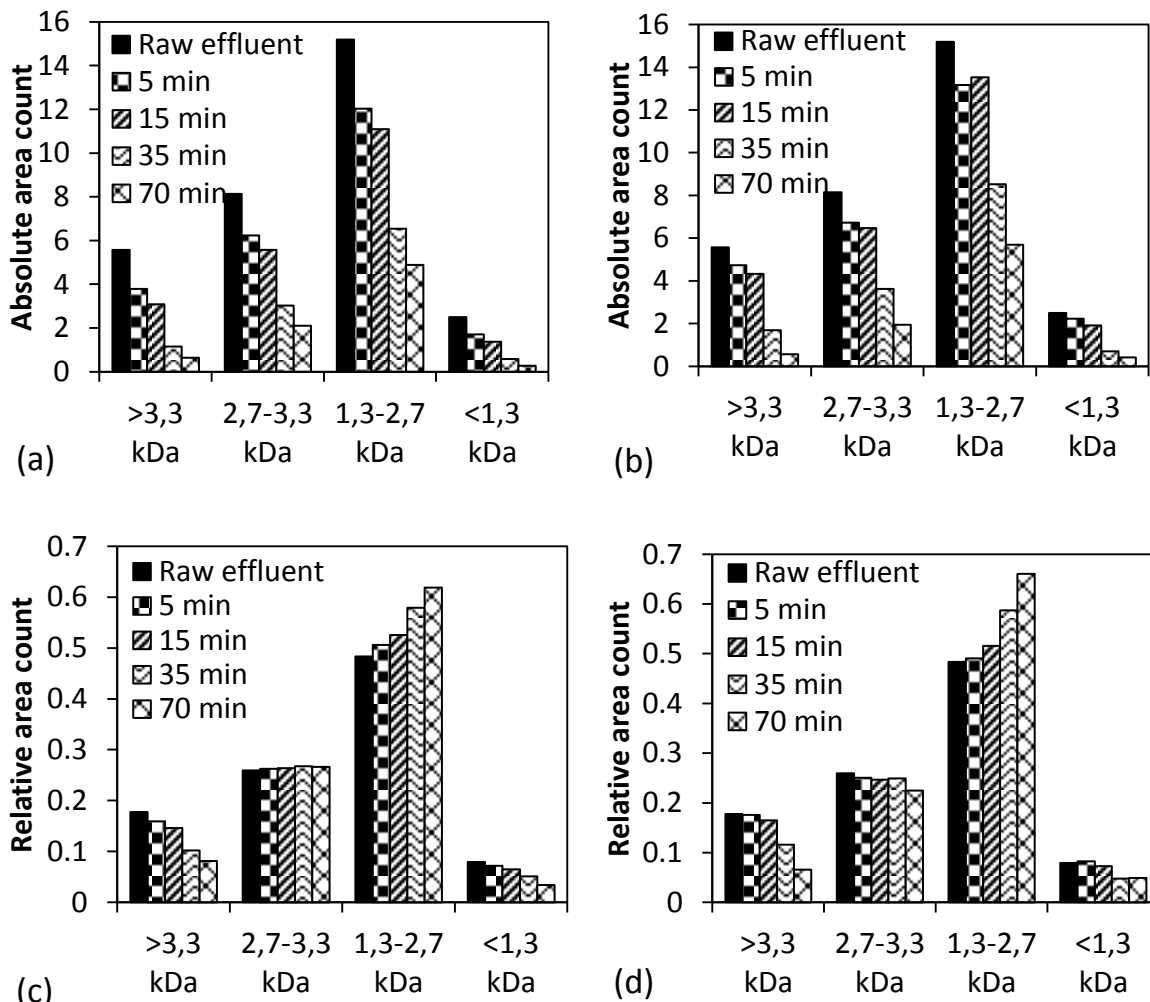 Absolute area count
16
14
12
10
8
6
4
2
0
Raw effluent
5 min
15 min
35 min
70 min
>3,3
kDa
2,7-3,3
kDa
1,3-2,7
kDa
<1,3
kDa
(a)
Absolute area count
16
14
12
10
8
6
4
2
0
Raw effluent
5 min
15 min
35 min
70 min
>3,3
kDa
2,7-3,3
kDa
1,3-2,7
kDa
<1,3
kDa
(b)
Relative area count
0.7
0.6
0.5
0.4
0.3
0.2
0.1
0
Raw effluent
5 min
15 min
35 min
70 min
>3,3
kDa
2,7-3,3
kDa
1,3-2,7
kDa
<1,3
kDa
(c)
Relative area count
0.7
0.6
0.5
0.4
0.3
0.2
0.1
0
Raw effluent
5 min
15 min
35 min
70 min
>3,3
kDa
2,7-3,3
kDa
1,3-2,7
kDa
<1,3
kDa
(d)